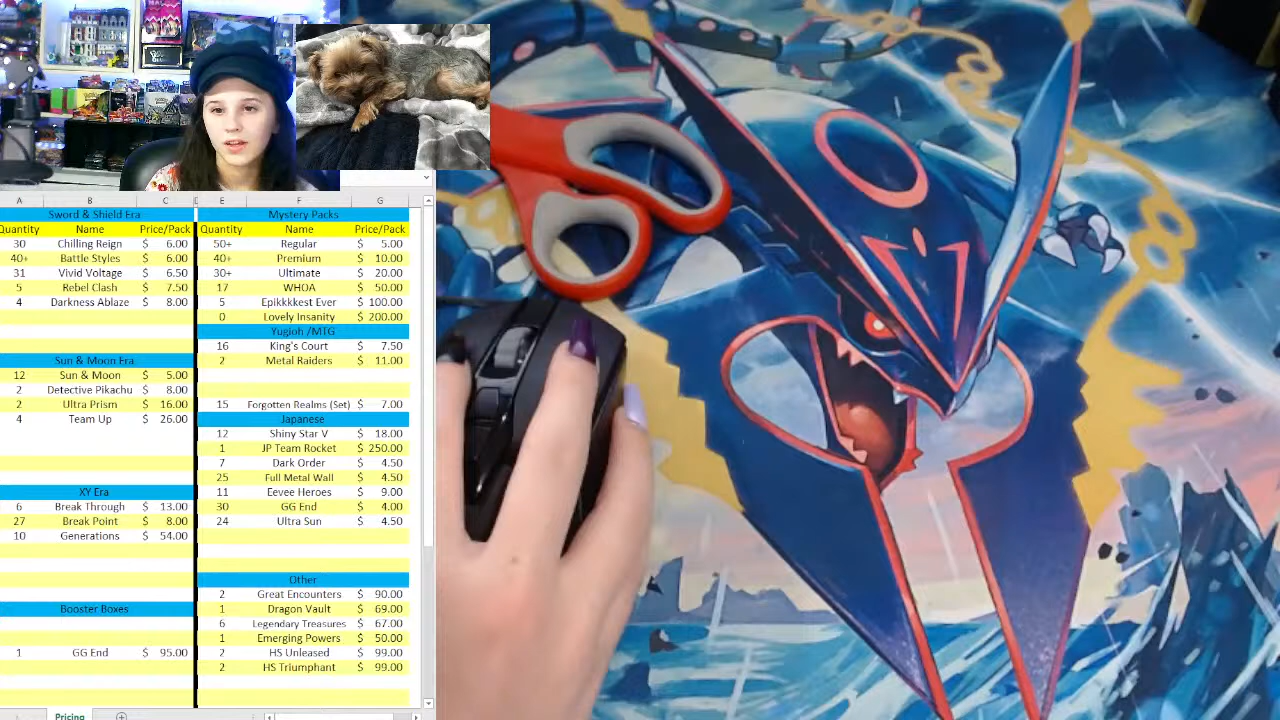 A B C D E F G
Sword & Shield Era
Quantity Name Price/Pack
30 Chilling Reign $ 6.00
40+ Battle Styles $ 6.00
31 Vivid Voltage $ 6.50
5 Rebel Clash $ 7.50
4 Darkness Ablaze $ 8.00
Sun & Moon Era
12 Sun & Moon $ 5.00
2 Detective Pikachu $ 8.00
2 Ultra Prism $ 16.00
4 Team Up $ 26.00
XY Era
6 Break Through $ 13.00
27 Break Point $ 8.00
10 Generations $ 54.00
Booster Boxes
1 GG End $ 95.00
Mystery Packs
Quantity Name Price/Pack
50+ Regular $ 5.00
40+ Premium $ 10.00
30+ Ultimate $ 20.00
17 WHOA $ 50.00
5 Epikkkkest Ever $ 100.00
0 Lovely Insanity $ 200.00
Yugioh /MTG
16 King's Court $ 7.50
2 Metal Raiders $ 11.00
15 Forgotten Realms (Set) $ 7.00
Japanese
12 Shiny Star V $ 18.00
1 JP Team Rocket $ 250.00
7 Dark Order $ 4.50
25 Full Metal Wall $ 4.50
11 Eevee Heroes $ 9.00
30 GG End $ 4.00
24 Ultra Sun $ 4.50
Other
2 Great Encounters $ 90.00
1 Dragon Vault $ 69.00
6 Legendary Treasures $ 67.00
1 Emerging Powers $ 50.00
2 HS Unleased $ 99.00
2 HS Triumphant $ 99.00
Pricing